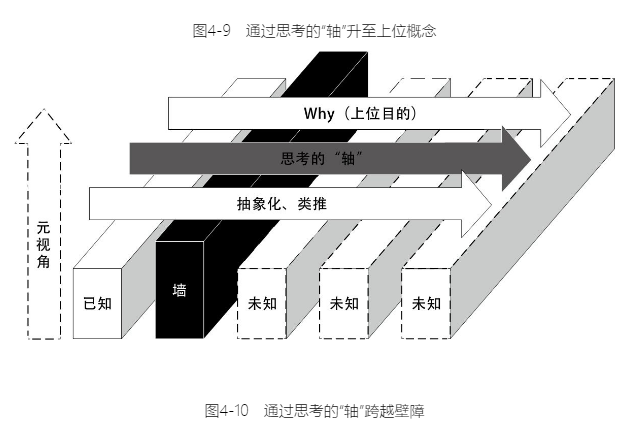 图4-9 通过思考的“轴”升至上位概念
Why（上位目的）
思考的“轴”
抽象化、类推
元视角
已知
墙
未知
未知
未知
图4-10 通过思考的“轴”跨越壁障